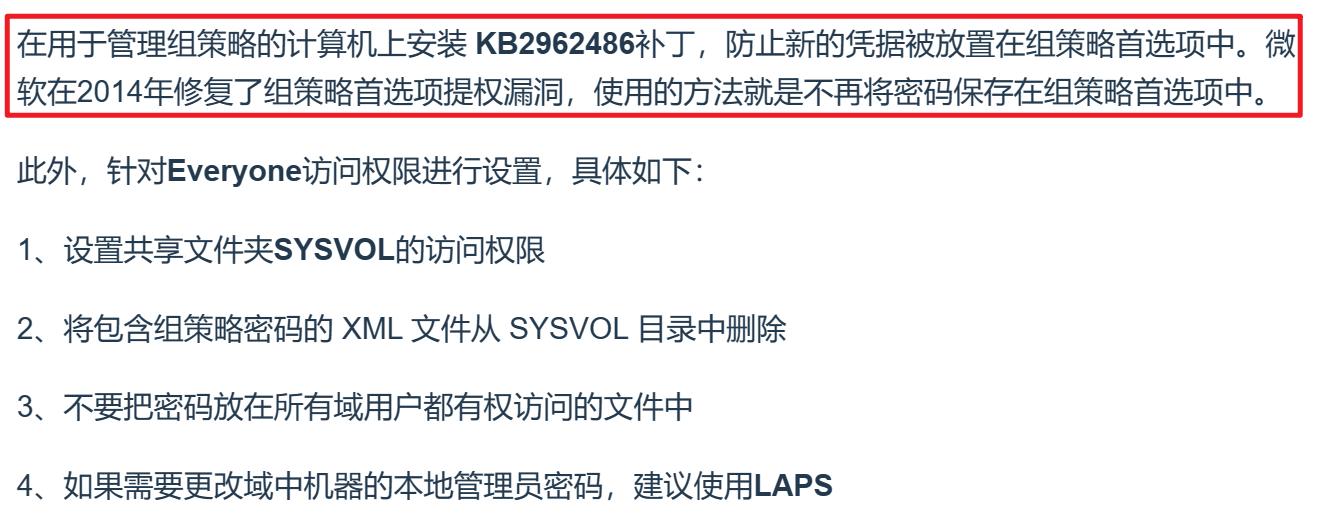 在用于管理组策略的计算机上安装 KB2962486补丁，防止新的凭据被放置在组策略首选项中。微
软在2014年修复了组策略首选项提权漏洞，使用的方法就是不再将密码保存在组策略首选项中。
此外，针对Everyone访问权限进行设置，具体如下：
1、设置共享文件夹SYSVOL的访问权限
2、将包含组策略密码的 XML 文件从 SYSVOL 目录中删除
3、不要把密码放在所有域用户都有权访问的文件中
4、如果需要更改域中机器的本地管理员密码，建议使用LAPS